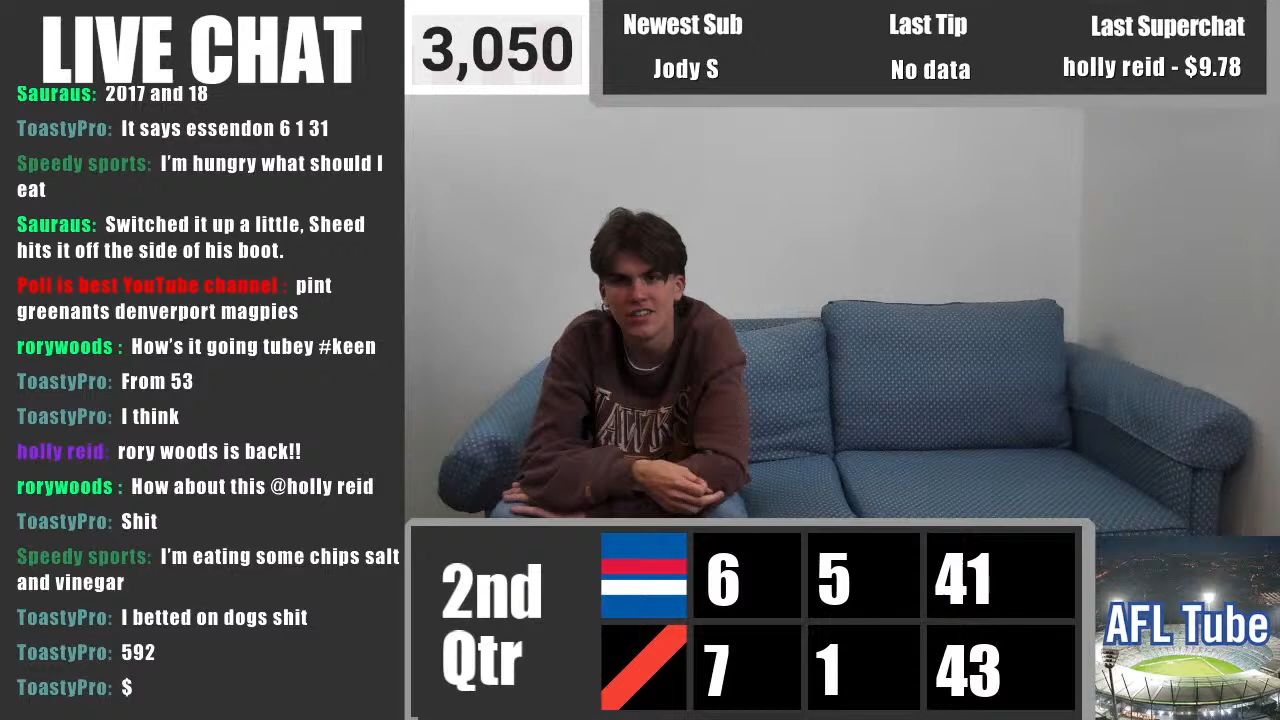 LIVE CHAT
Sauraus: 2017 and 18
ToastyPro: It says essendon 6 1 31
Speedy sports: I'm hungry what should I
eat
Sauraus: Switched it up a little, Sheed
hits it off the side of his boot.
Poll is best YouTube channel : pint
greenants denverport magpies
rorywoods : How's it going tubey #keen
ToastyPro: From 53
ToastyPro: I think
holly reid: rory woods is back!!
rorywoods : How about this @holly reid
ToastyPro: Shit
Speedy sports: I'm eating some chips salt
and vinegar
ToastyPro: I betted on dogs shit
ToastyPro: 592
ToastyPro: $
3,050
Newest Sub
Jody S
Last Tip
No data
Last Superchat
holly reid - $9.78
HAWKS
2nd
Qtr
6 5 41
7 1 43
AFL Tube